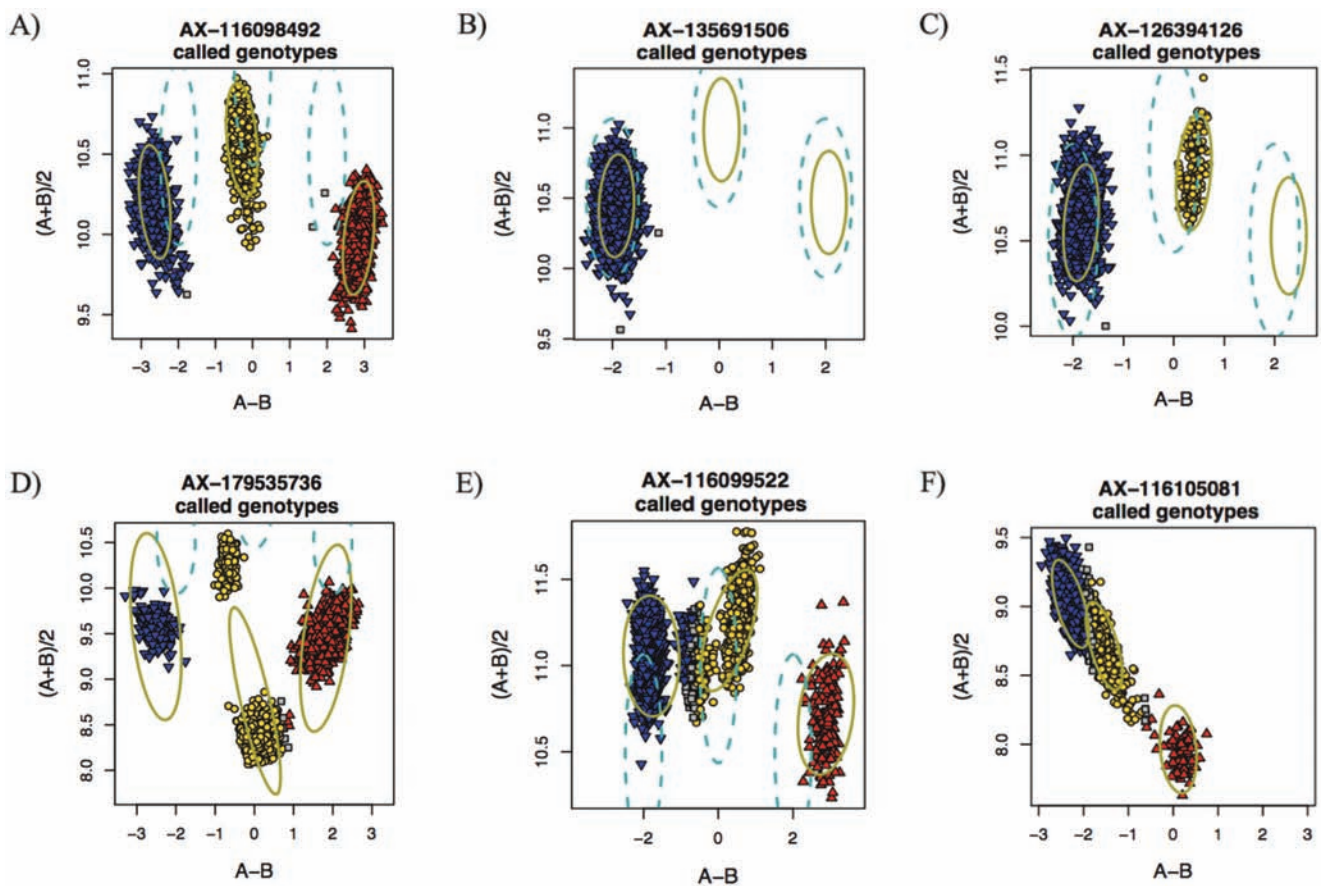 A)
AX−116098492
called genotypes
(A+B)/2
11.0
10.5
10.0
9.5
−3 −2 −1 0 1 2 3
A−B
B)
AX−135691506
called genotypes
(A+B)/2
11.0
10.5
10.0
9.5
−2 −1 0 1 2
A−B
C)
AX−126394126
called genotypes
(A+B)/2
11.5
11.0
10.5
10.0
−2 −1 0 1 2
A−B
D)
AX−179535736
called genotypes
(A+B)/2
10.5
10.0
9.5
9.0
8.5
8.0
−3 −2 −1 0 1 2 3
A−B
E)
AX−116099522
called genotypes
(A+B)/2
11.5
11.0
10.5
−2 0 2
A−B
F)
AX−116105081
called genotypes
(A+B)/2
9.5
9.0
8.5
8.0
−3 −2 −1 0 1 2 3
A−B